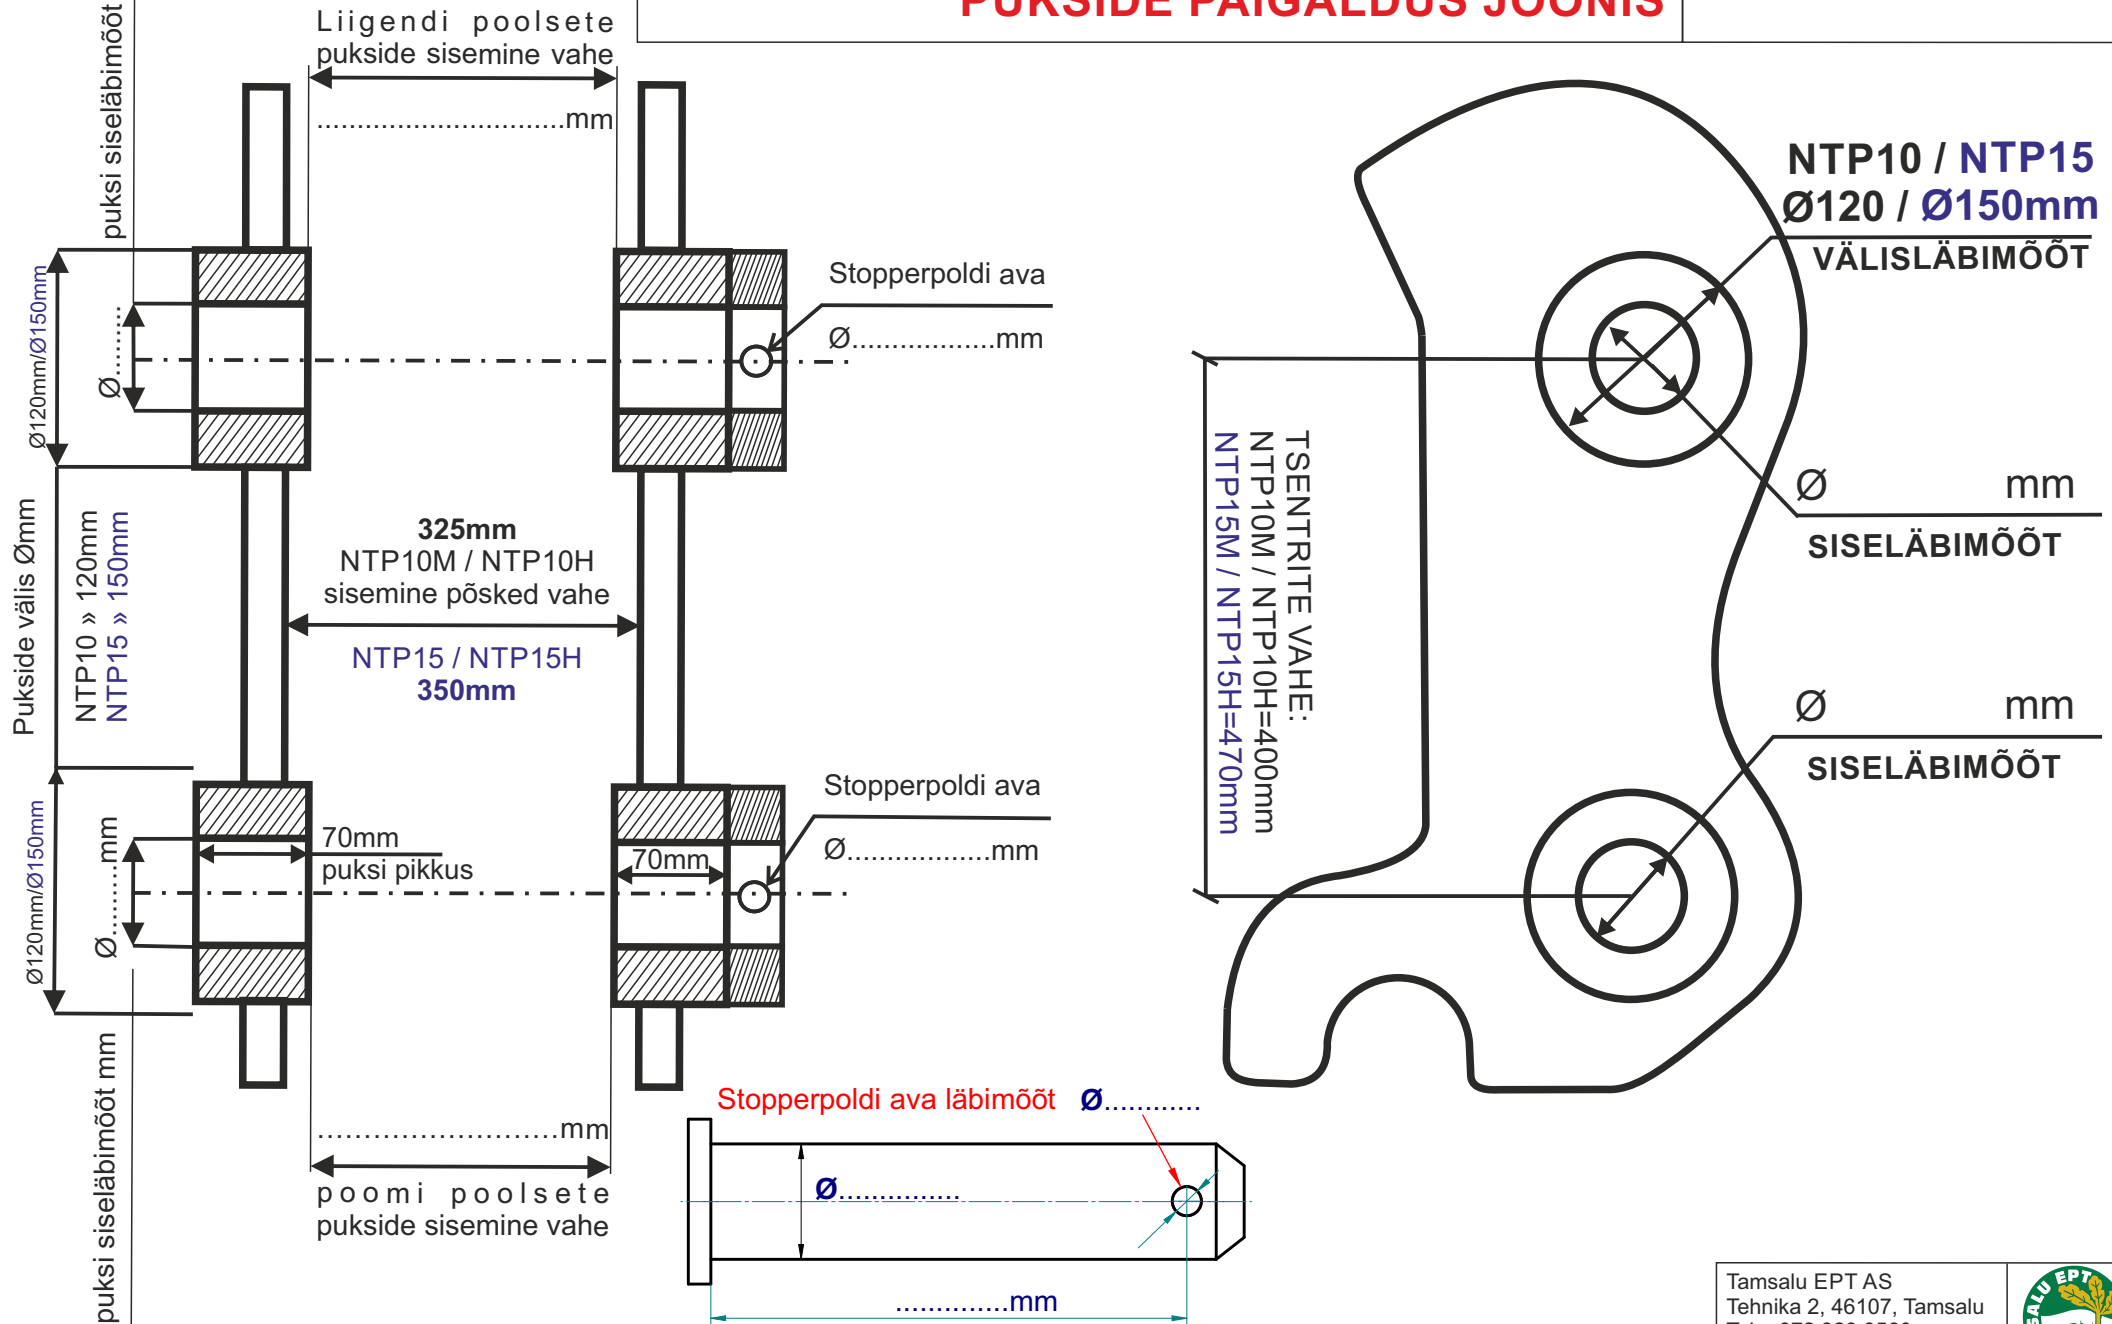 PUKSIDE PAIGALDUS JOONIS
Liigendi poolsete
pukside sisemine vahe
............................... mm
puksi siseläbimõõt
Ø120mm/Ø150mm
Ø.........
Stopperpoldi ava
Ø..................mm
NTP10 / NTP15
Ø120 / Ø150mm
VÄLISLÄBIMÕÕT
Ø mm
SISELÄBIMÕÕT
Pukside välis Ømm
NTP10 » 120mm
NTP15 » 150mm
325mm
NTP10M / NTP10H
sisemine põsked vahe
NTP15 / NTP15H
350mm
TSENTRITE VAHE:
NTP10M / NTP10H=400mm
NTP15M / NTP15H=470mm
Ø mm
SISELÄBIMÕÕT
Ø120mm/Ø150mm
Ø..........mm
70mm
puksi pikkus
70mm
Stopperpoldi ava
Ø..................mm
puksi siseläbimõõt mm
..............................mm
poomi poolsete
pukside sisemine vahe
Stopperpoldi ava läbimõõt Ø............
Ø...............
..............mm
Tamsalu EPT AS
Tehnika 2, 46107, Tamsalu
SALU EPT